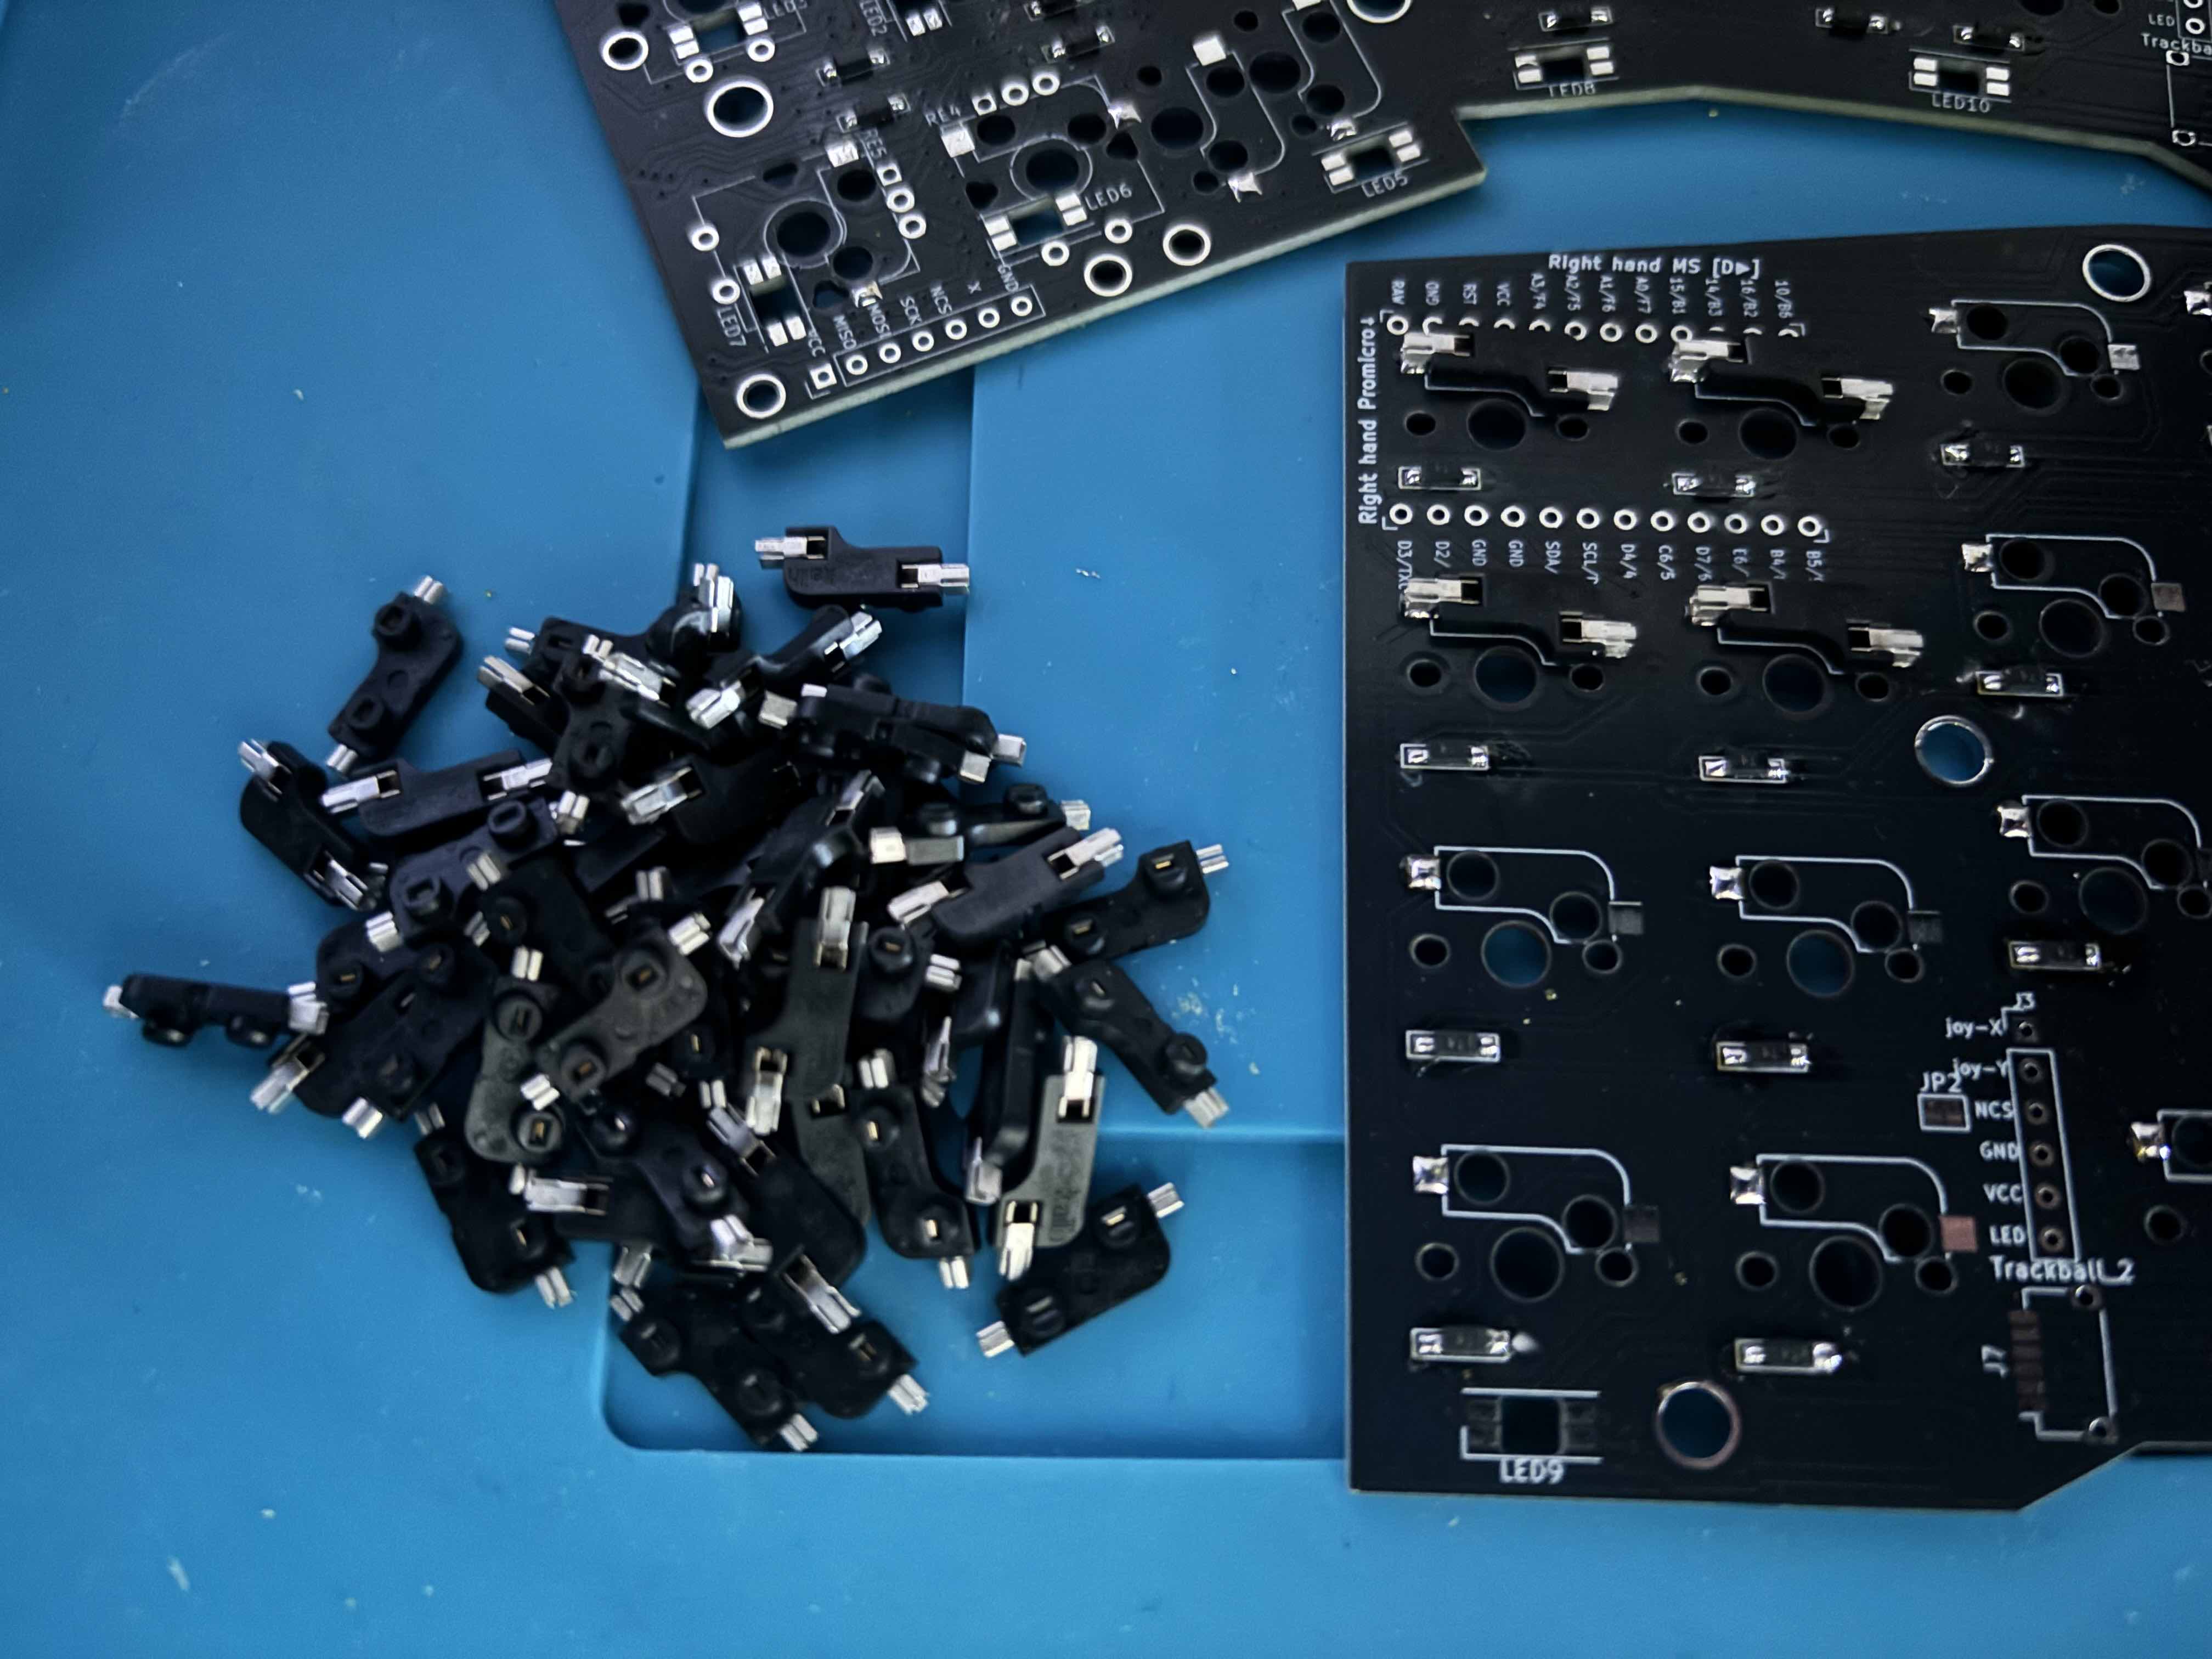 LED2
LED8
LED10
LED
RE4
LED5
RE5
LED6
LED7
VCC
MISO
MOSI
SCK
NCS
X
GND
Right hand MS [D▶]
RAW
GND
RST
VCC
A3/F4
A2/F5
A1/F6
A0/F7
15/B1
14/B3
16/B2
10/B6
Right hand Promicro↓
D3/TX
D2/
GND
GND
SDA/
SCL/
D4/4
C6/5
D7/6
E6/
B4/
B5/
J3
joy-X
joy-Y
JP2
NCS
GND
VCC
LED
Trackball_2
J7
LED9
Kailh